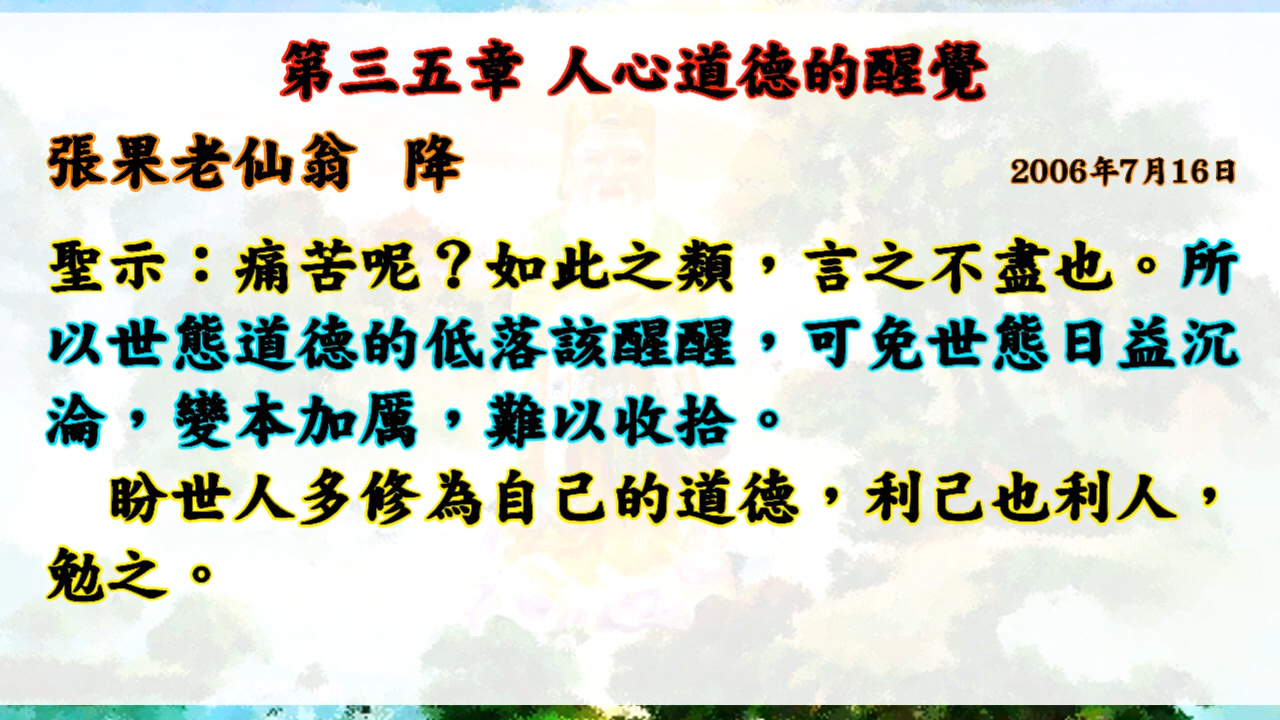 第三五章 人心道德的醒覺
張果老仙翁 降
2006年7月16日
聖示：痛苦呢？如此之類，言之不盡也。所
以世態道德的低落該醒醒，可免世態日益沉
淪，變本加厲，難以收拾。
盼世人多修為自己的道德，利己也利人，
勉之。